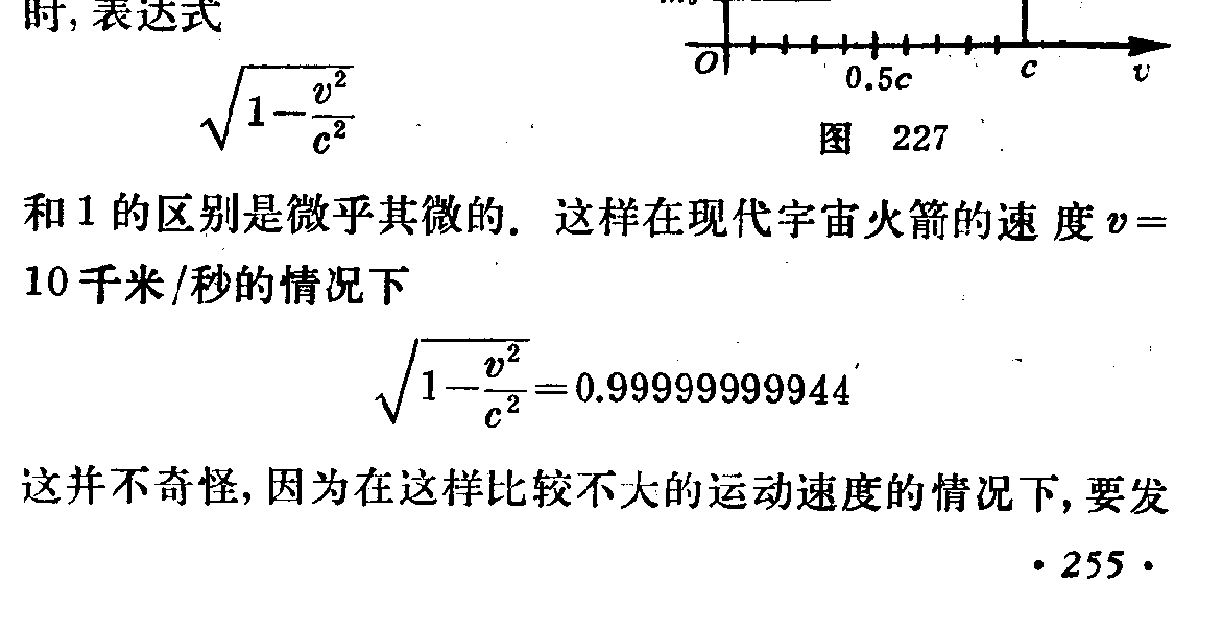 时, 表达式
√1−v²/c²
O 0.5c c v
图 227
和 1 的区别是微乎其微的. 这样在现代宇宙火箭的速度 v=
10 千米/秒的情况下
√1−v²/c²=0.99999999944
这并不奇怪, 因为在这样比较不大的运动速度的情况下, 要发
· 255 ·